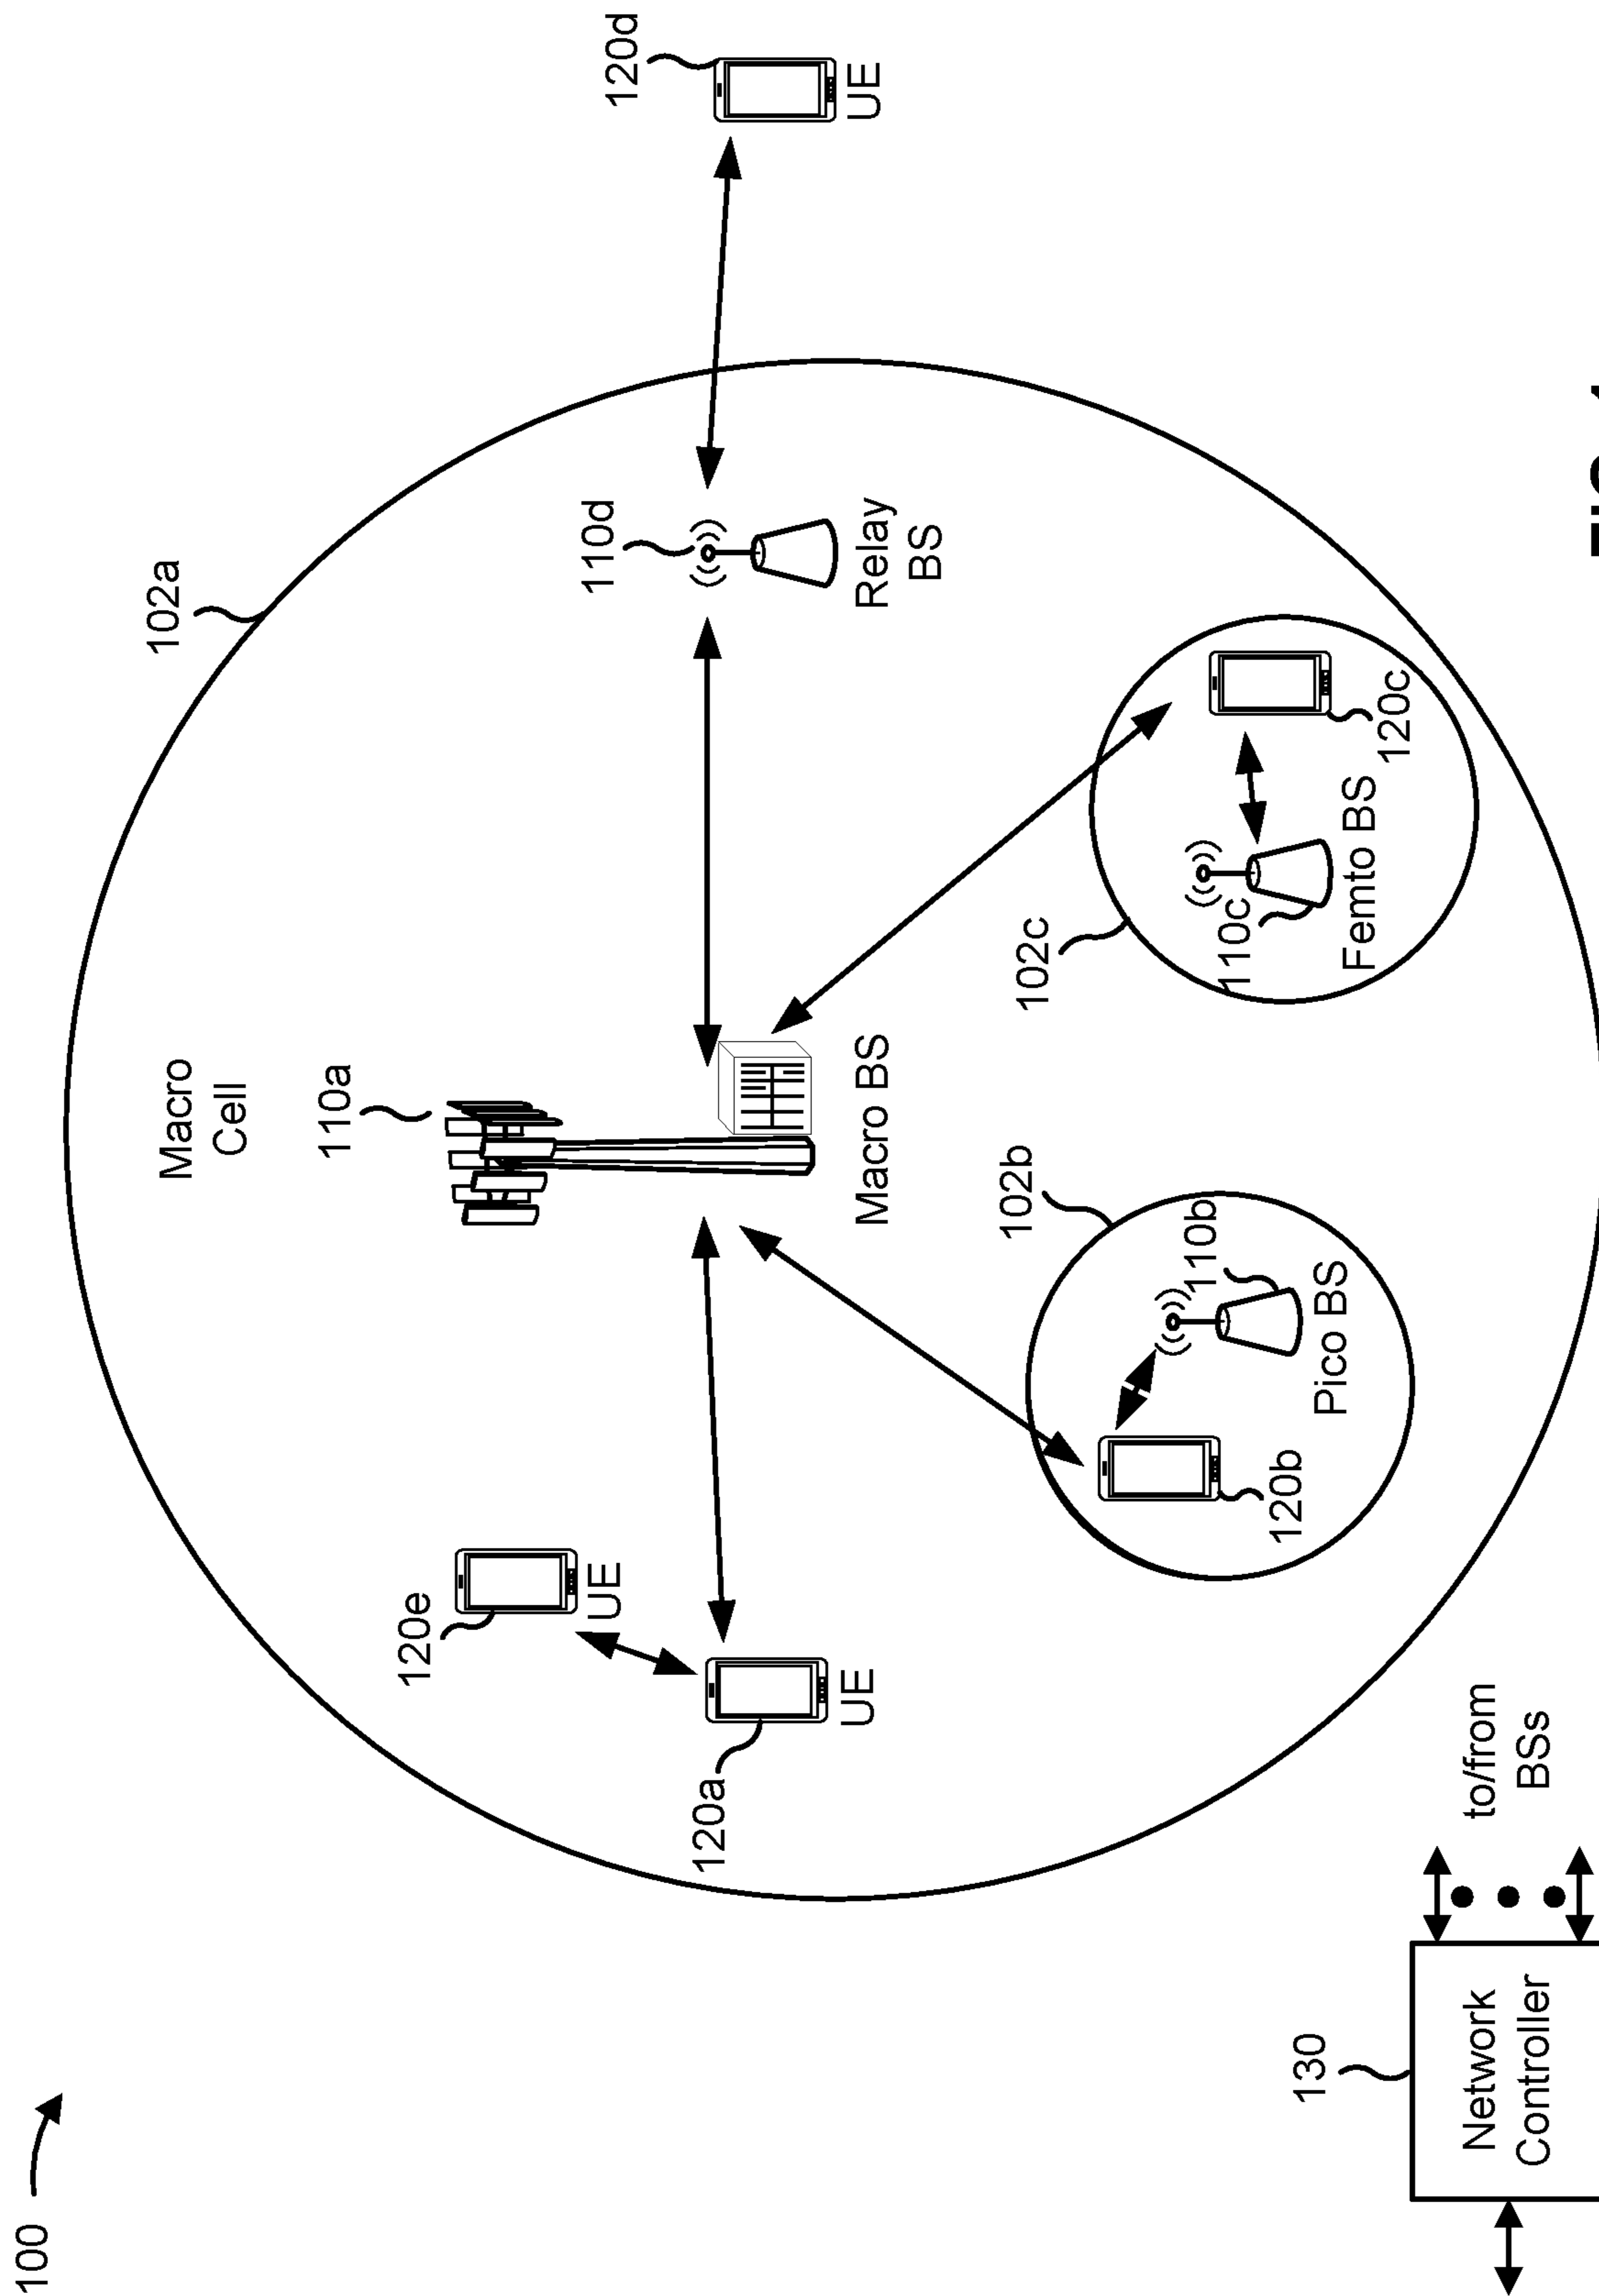 100
102a
Macro
Cell
110a
120d
UE
110d
Relay
BS
120e
UE
120a
UE
Macro BS
102b
110b
Pico BS
120b
102c
110c
Femto BS
120c
130
Network
Controller
to/from
BSs